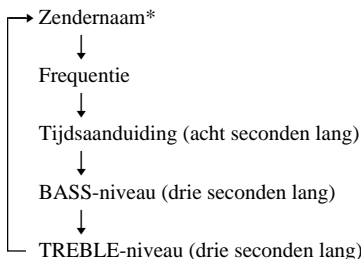 Zendernaam*
Frequentie
Tijdsaanduiding (acht seconden lang)
BASS-niveau (drie seconden lang)
TREBLE-niveau (drie seconden lang)